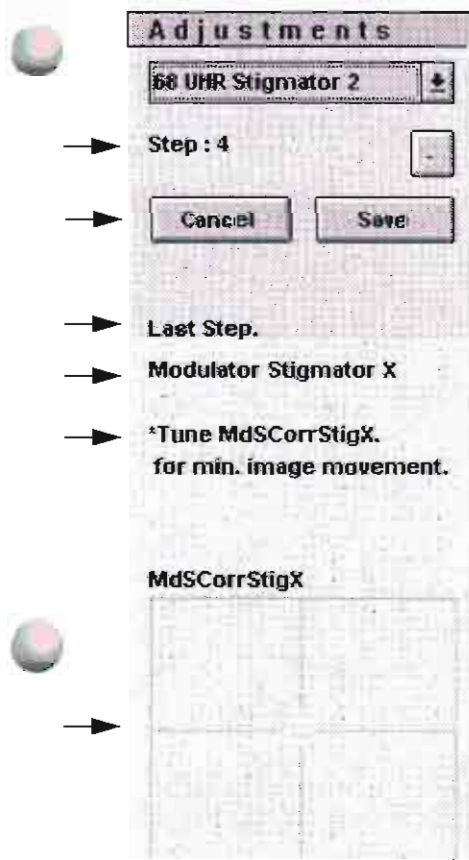 Adjustments
68 UHR Stigmator 2
Step : 4
-
Cancel Save
Last Step.
Modulator Stigmator X
*Tune MdSCorrStigX.
for min. image movement.
MdSCorrStigX